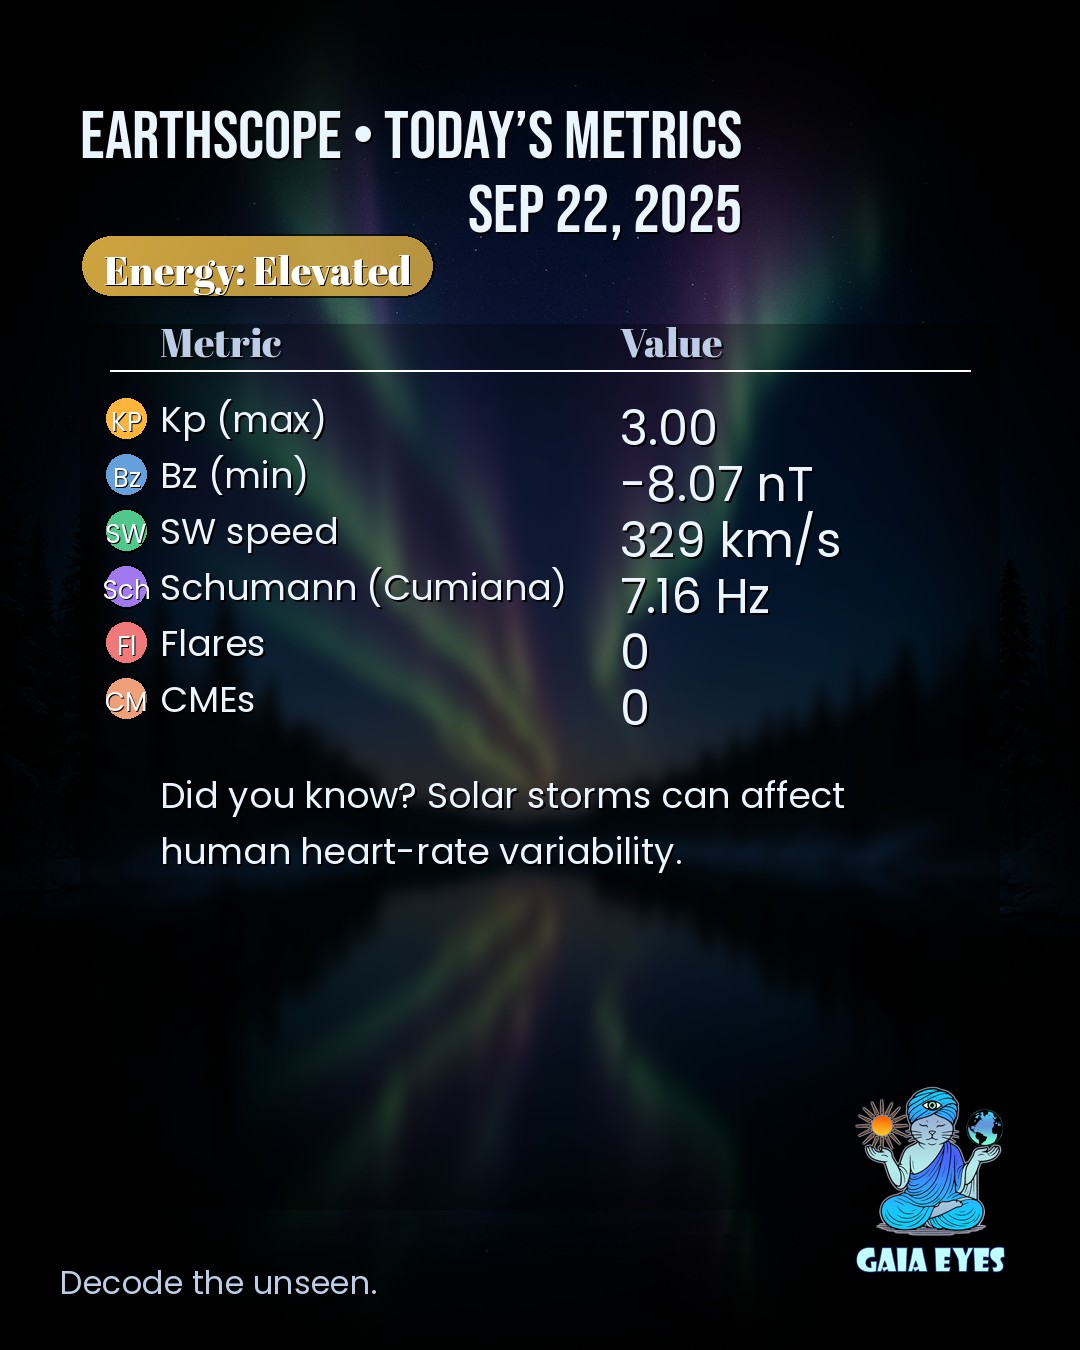 EARTHSCOPE • TODAY’S METRICS
SEP 22, 2025
Energy: Elevated
Metric Value
KP Kp (max) 3.00
Bz Bz (min) -8.07 nT
SW SW speed 329 km/s
Sch Schumann (Cumiana) 7.16 Hz
Fl Flares 0
CM CMEs 0
Did you know? Solar storms can affect
human heart-rate variability.
GAIA EYES
Decode the unseen.